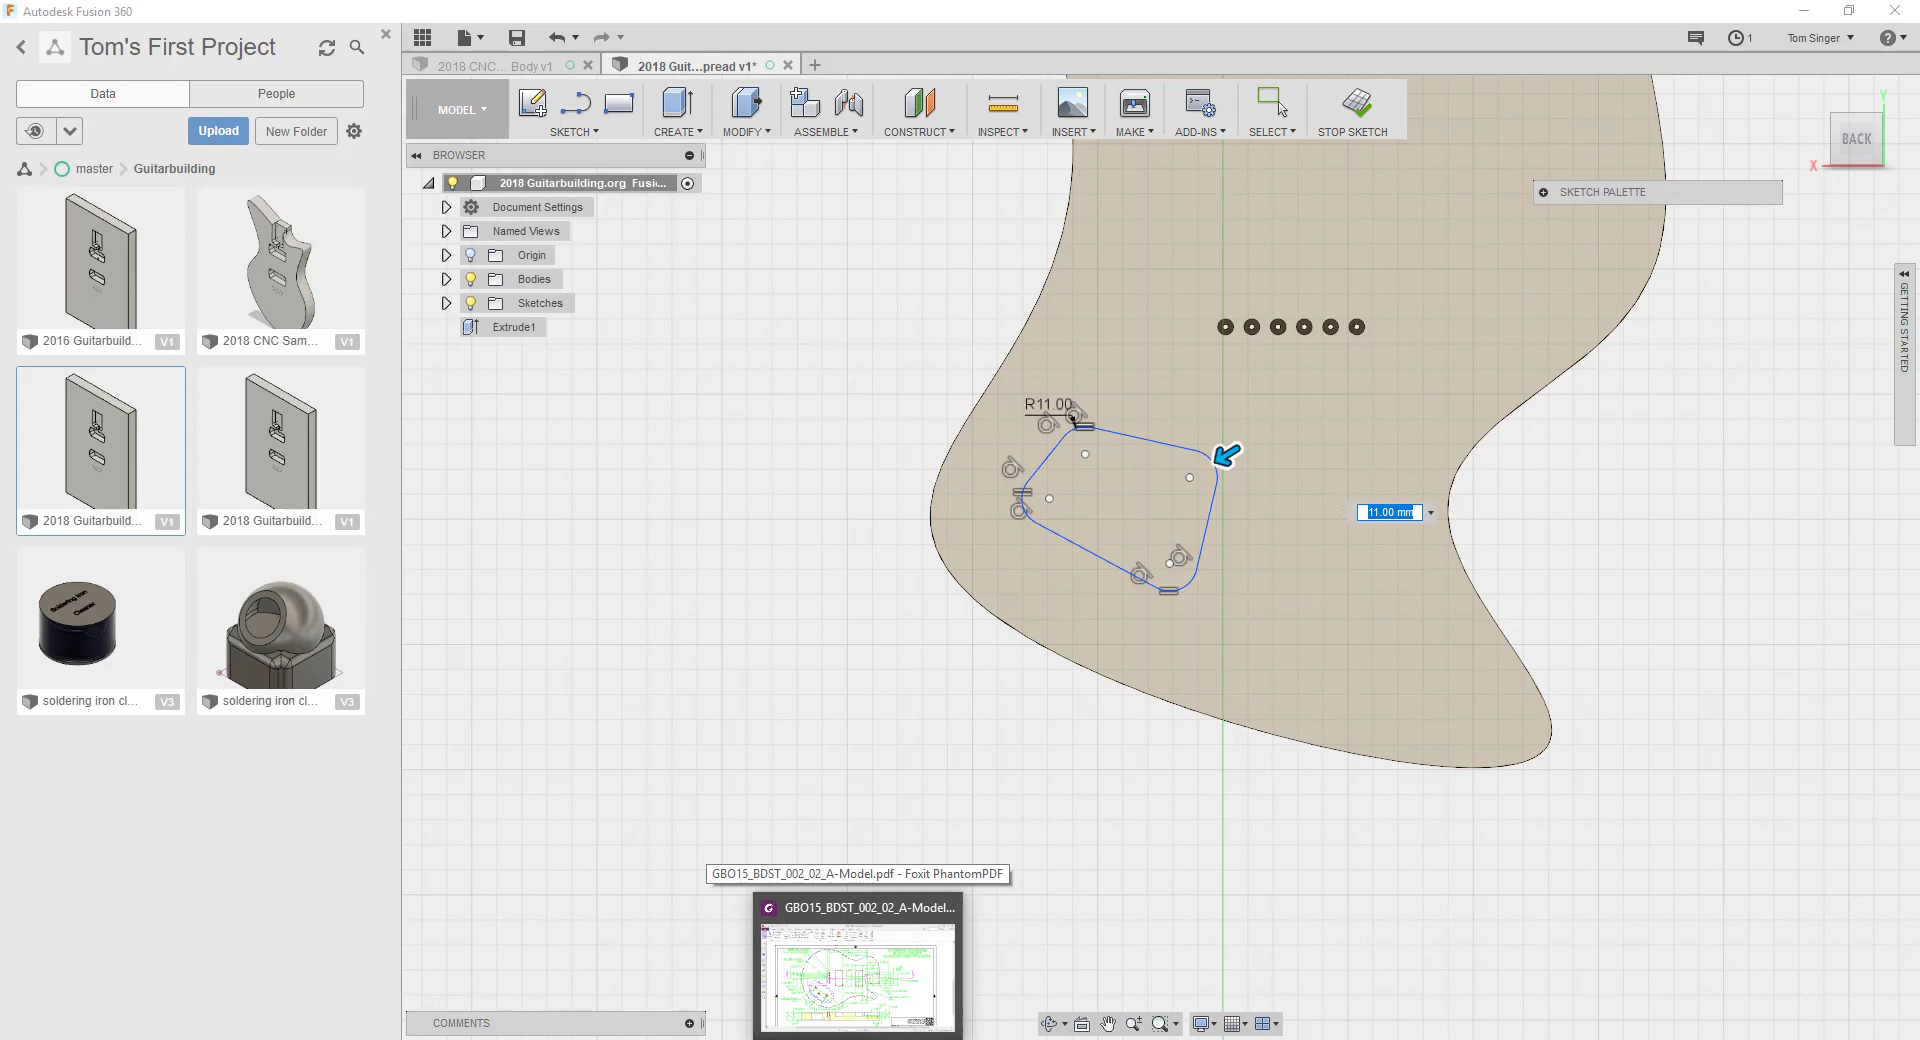 Autodesk Fusion 360
Tom's First Project
Data
People
Upload
New Folder
master
Guitarbuilding
2016 Guitarbuild...
V1
2018 CNC Sam...
V1
2018 Guitarbuild...
V1
2018 Guitarbuild...
V1
soldering iron cl...
V3
soldering iron cl...
V3
Soldering iron
Cleaner
1
Tom Singer
2018 CNC... Body v1
2018 Guit...pread v1*
MODEL
SKETCH
CREATE
MODIFY
ASSEMBLE
CONSTRUCT
INSPECT
INSERT
MAKE
ADD-INS
SELECT
STOP SKETCH
BROWSER
2018 Guitarbuilding.org Fusi...
Document Settings
Named Views
Origin
Bodies
Sketches
Extrude1
Y
BACK
X
SKETCH PALETTE
GETTING STARTED
R11.00
11.00 mm
GBO15_BDST_002_02_A-Model.pdf - Foxit PhantomPDF
GBO15_BDST_002_02_A-Model...
COMMENTS